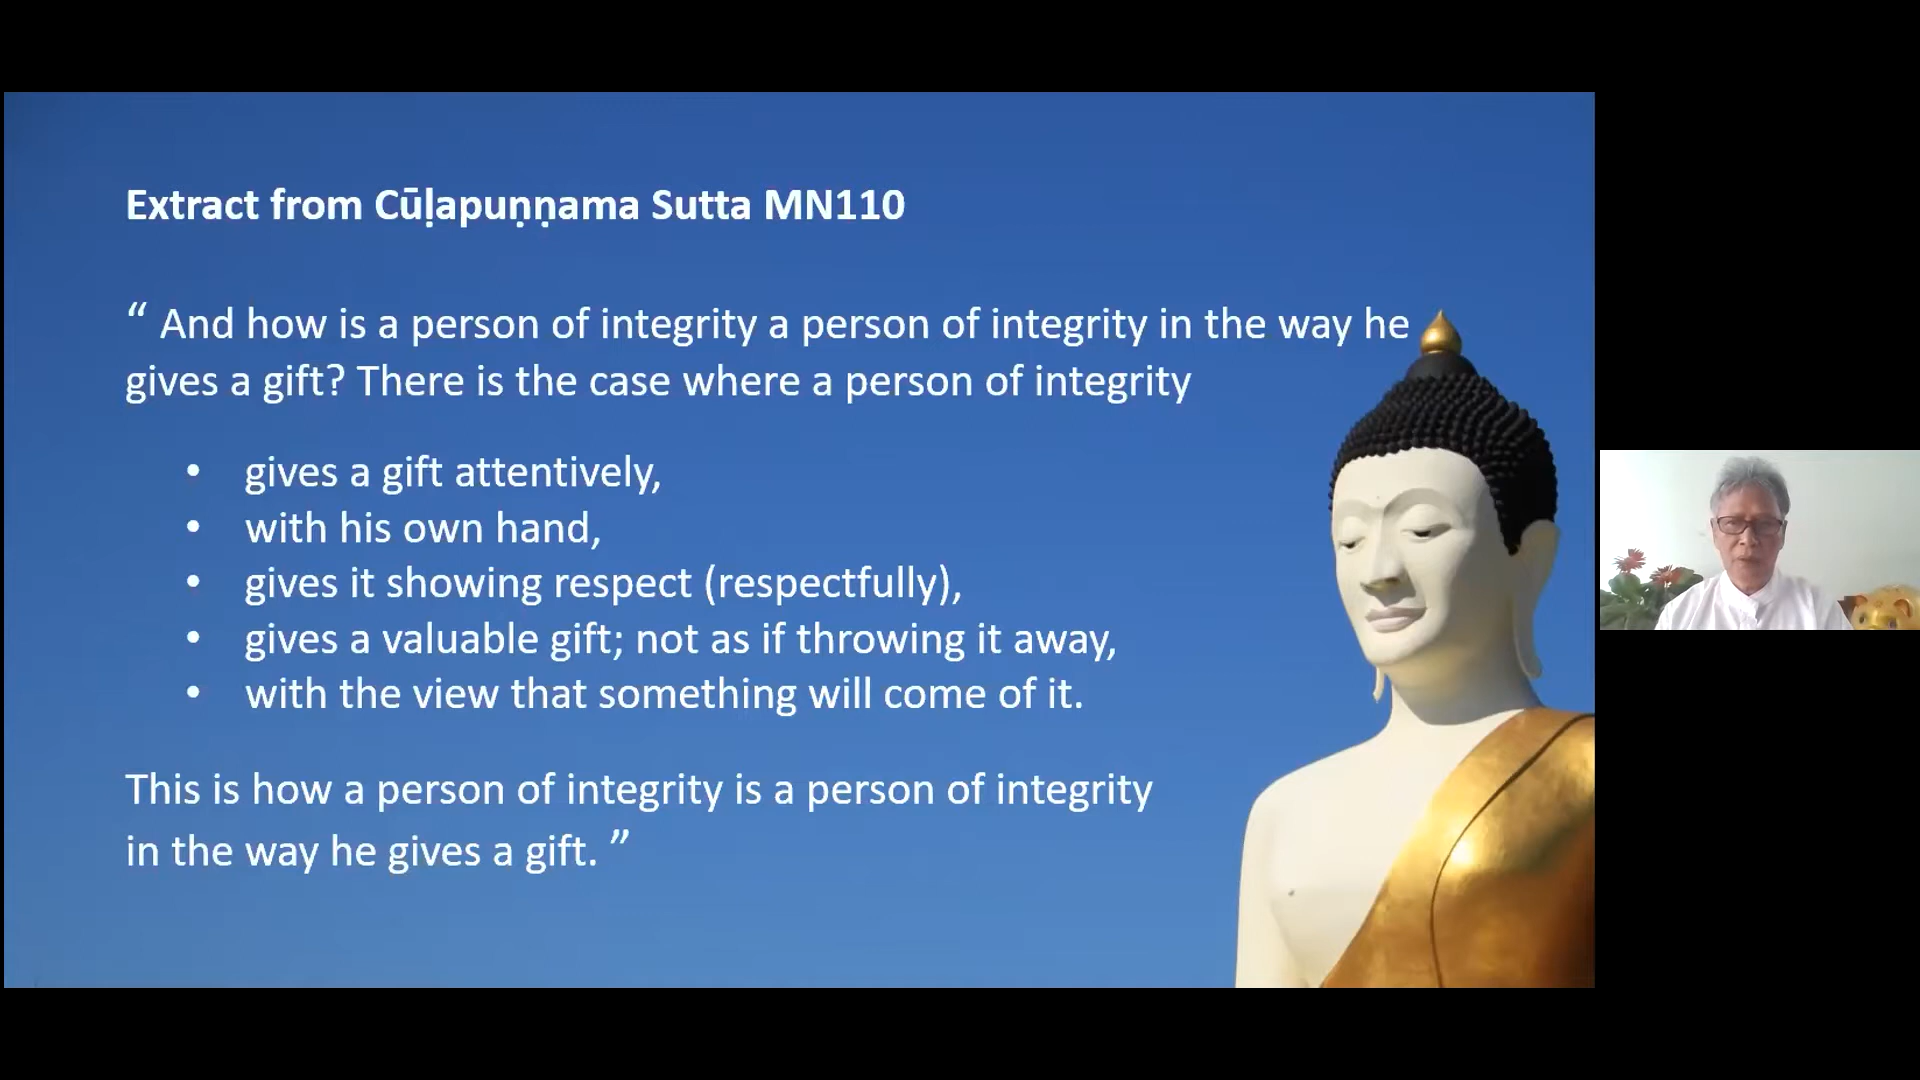 Extract from Cūḷapuṇṇama Sutta MN110
“ And how is a person of integrity a person of integrity in the way he
gives a gift? There is the case where a person of integrity
• gives a gift attentively,
• with his own hand,
• gives it showing respect (respectfully),
• gives a valuable gift; not as if throwing it away,
• with the view that something will come of it.
This is how a person of integrity is a person of integrity
in the way he gives a gift. ”